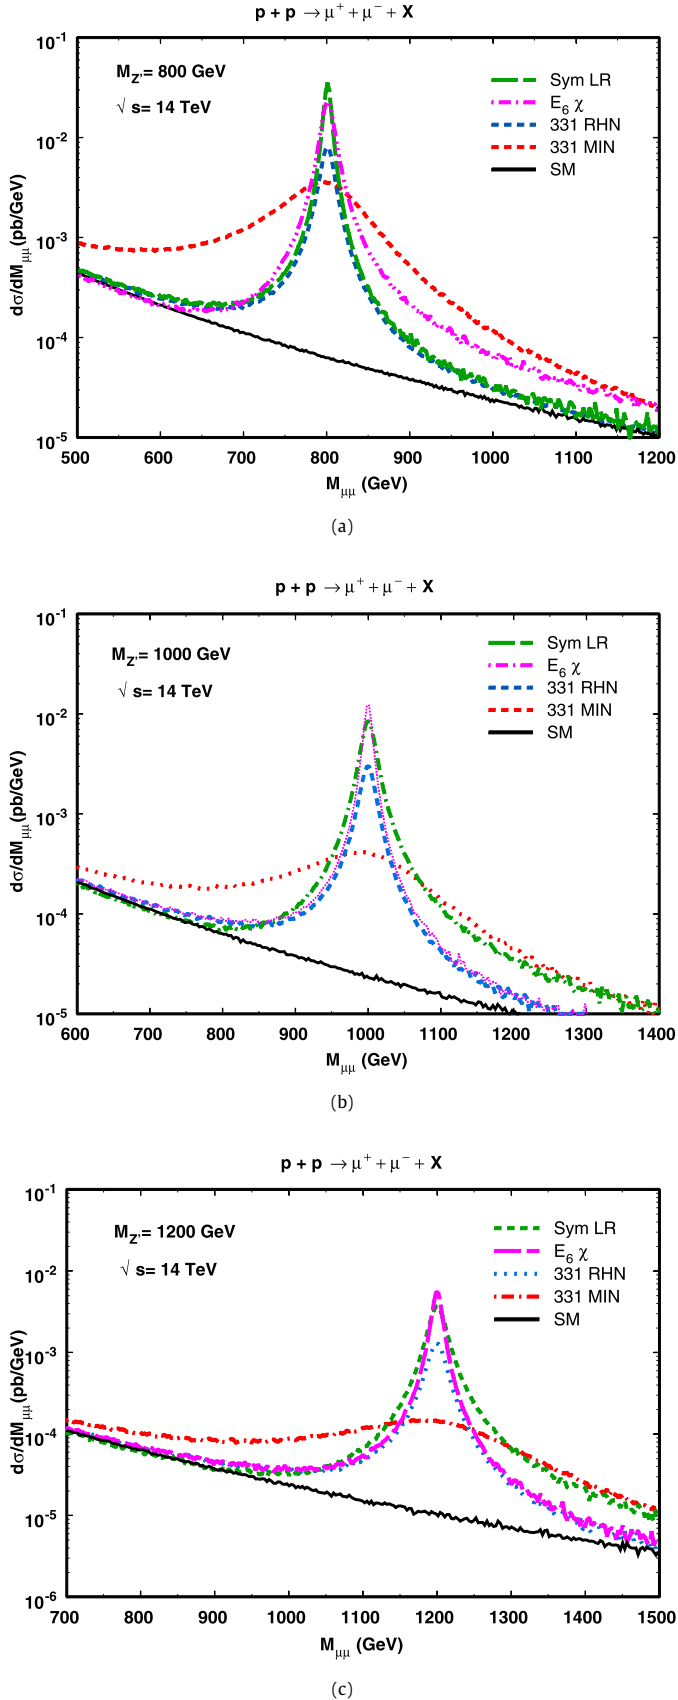 p + p → μ⁺ + μ⁻ + X
10⁻¹
M_Z'= 800 GeV
√ s= 14 TeV
Sym LR
E₆ χ
331 RHN
331 MIN
SM
10⁻²
10⁻³
10⁻⁴
10⁻⁵
dσ/dM_μμ(pb/GeV)
500 600 700 800 900 1000 1100 1200
M_μμ (GeV)
(a)
p + p → μ⁺ + μ⁻ + X
10⁻¹
M_Z'= 1000 GeV
√ s= 14 TeV
Sym LR
E₆ χ
331 RHN
331 MIN
SM
10⁻²
10⁻³
10⁻⁴
10⁻⁵
dσ/dM_μμ(pb/GeV)
600 700 800 900 1000 1100 1200 1300 1400
M_μμ (GeV)
(b)
p + p → μ⁺ + μ⁻ + X
10⁻¹
M_Z'= 1200 GeV
√ s= 14 TeV
Sym LR
E₆ χ
331 RHN
331 MIN
SM
10⁻²
10⁻³
10⁻⁴
10⁻⁵
10⁻⁶
dσ/dM_μμ(pb/GeV)
700 800 900 1000 1100 1200 1300 1400 1500
M_μμ (GeV)
(c)